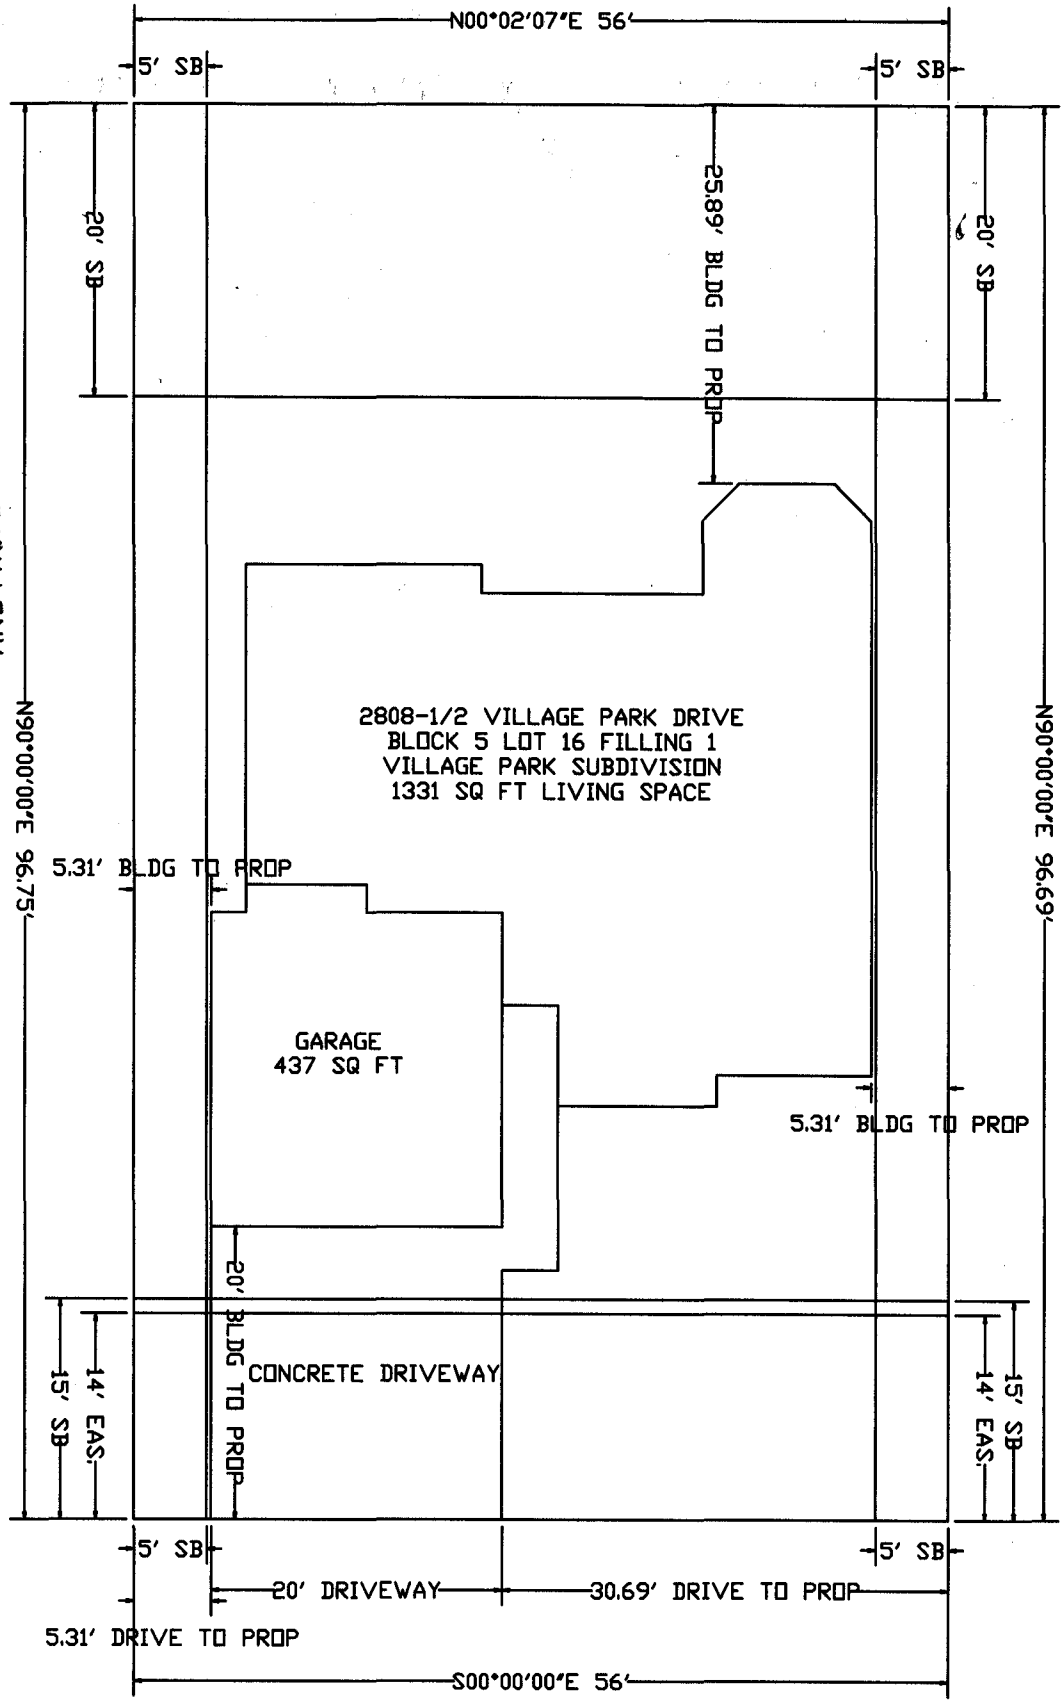 N00°02'07"E 56'
5' SB
5' SB
20' SB
25.89' BLDG TO PROP
20' SB
N90°00'00"E 96.75'
N90°00'00"E 96.69'
2808-1/2 VILLAGE PARK DRIVE
BLOCK 5 LOT 16 FILLING 1
VILLAGE PARK SUBDIVISION
1331 SQ FT LIVING SPACE
5.31' BLDG TO PROP
GARAGE
437 SQ FT
5.31' BLDG TO PROP
20' BLDG TO PROP
CONCRETE DRIVEWAY
15' SB
14' EAS.
14' EAS.
15' SB
5' SB
5' SB
20' DRIVEWAY
30.69' DRIVE TO PROP
5.31' DRIVE TO PROP
S00°00'00"E 56'